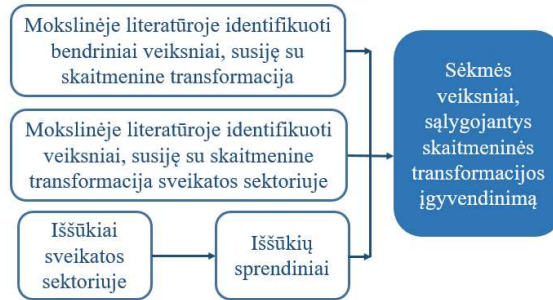 Mokslinėje literatūroje identifikuoti
bendriniai veiksniai, susiję su
skaitmenine transformacija
Mokslinėje literatūroje identifikuoti
veiksniai, susiję su skaitmenine
transformacija sveikatos sektoriuje
Iššūkiai
sveikatos
sektoriuje
Iššūkių
sprendiniai
Sėkmės
veiksniai,
sąlygojantys
skaitmeninės
transformacijos
įgyvendinimą